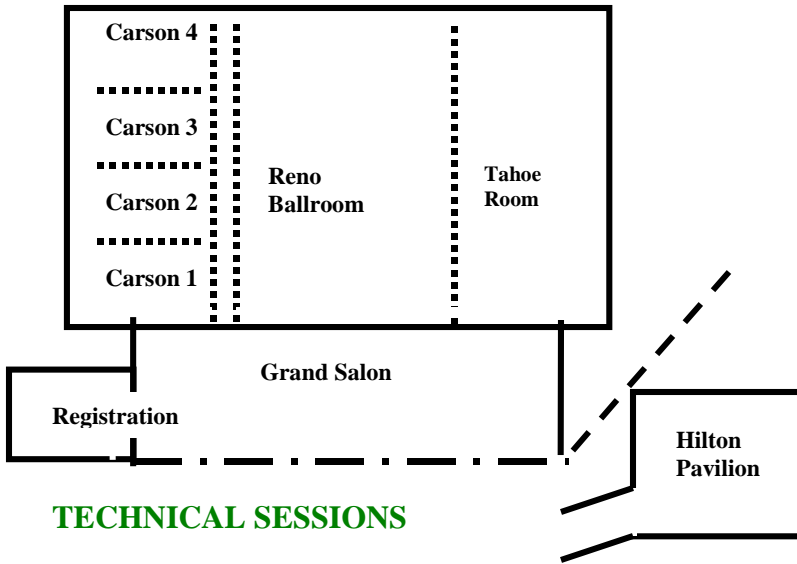 Carson 4
Carson 3
Carson 2
Carson 1
Reno
Ballroom
Tahoe
Room
Grand Salon
Registration
Hilton
Pavilion
TECHNICAL SESSIONS